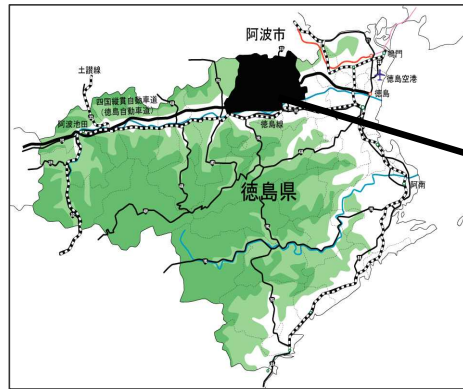 阿波市
鳴門
土讃線
徳島空港
四国縦貫自動車道
(徳島自動車道)
徳島
阿波池田
徳島線
徳島県
阿南